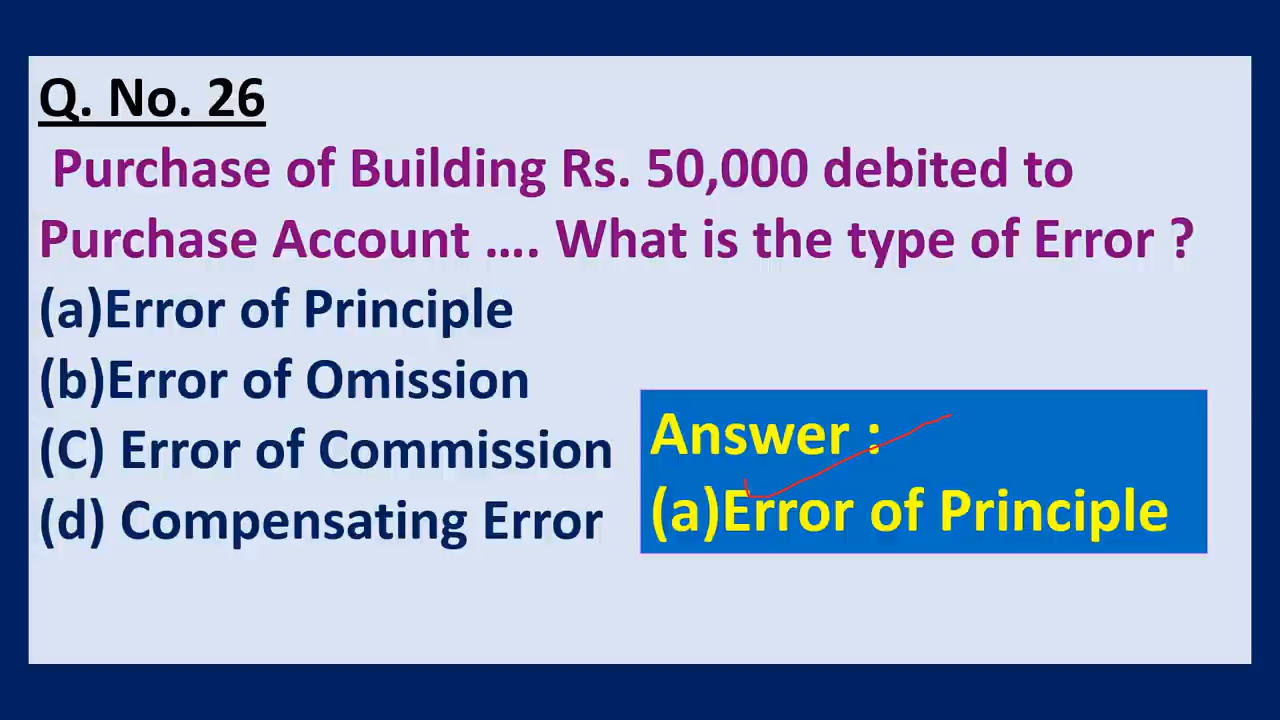 Q. No. 26
Purchase of Building Rs. 50,000 debited to
Purchase Account .... What is the type of Error ?
(a)Error of Principle
(b)Error of Omission
(C) Error of Commission
(d) Compensating Error
Answer :
(a)Error of Principle